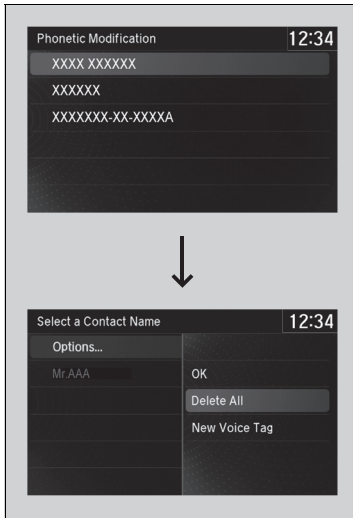 Phonetic Modification 12:34
XXXX XXXXXX
XXXXXX
XXXXXXX-XX-XXXXA
Select a Contact Name 12:34
Options...
Mr.AAA OK
Delete All
New Voice Tag